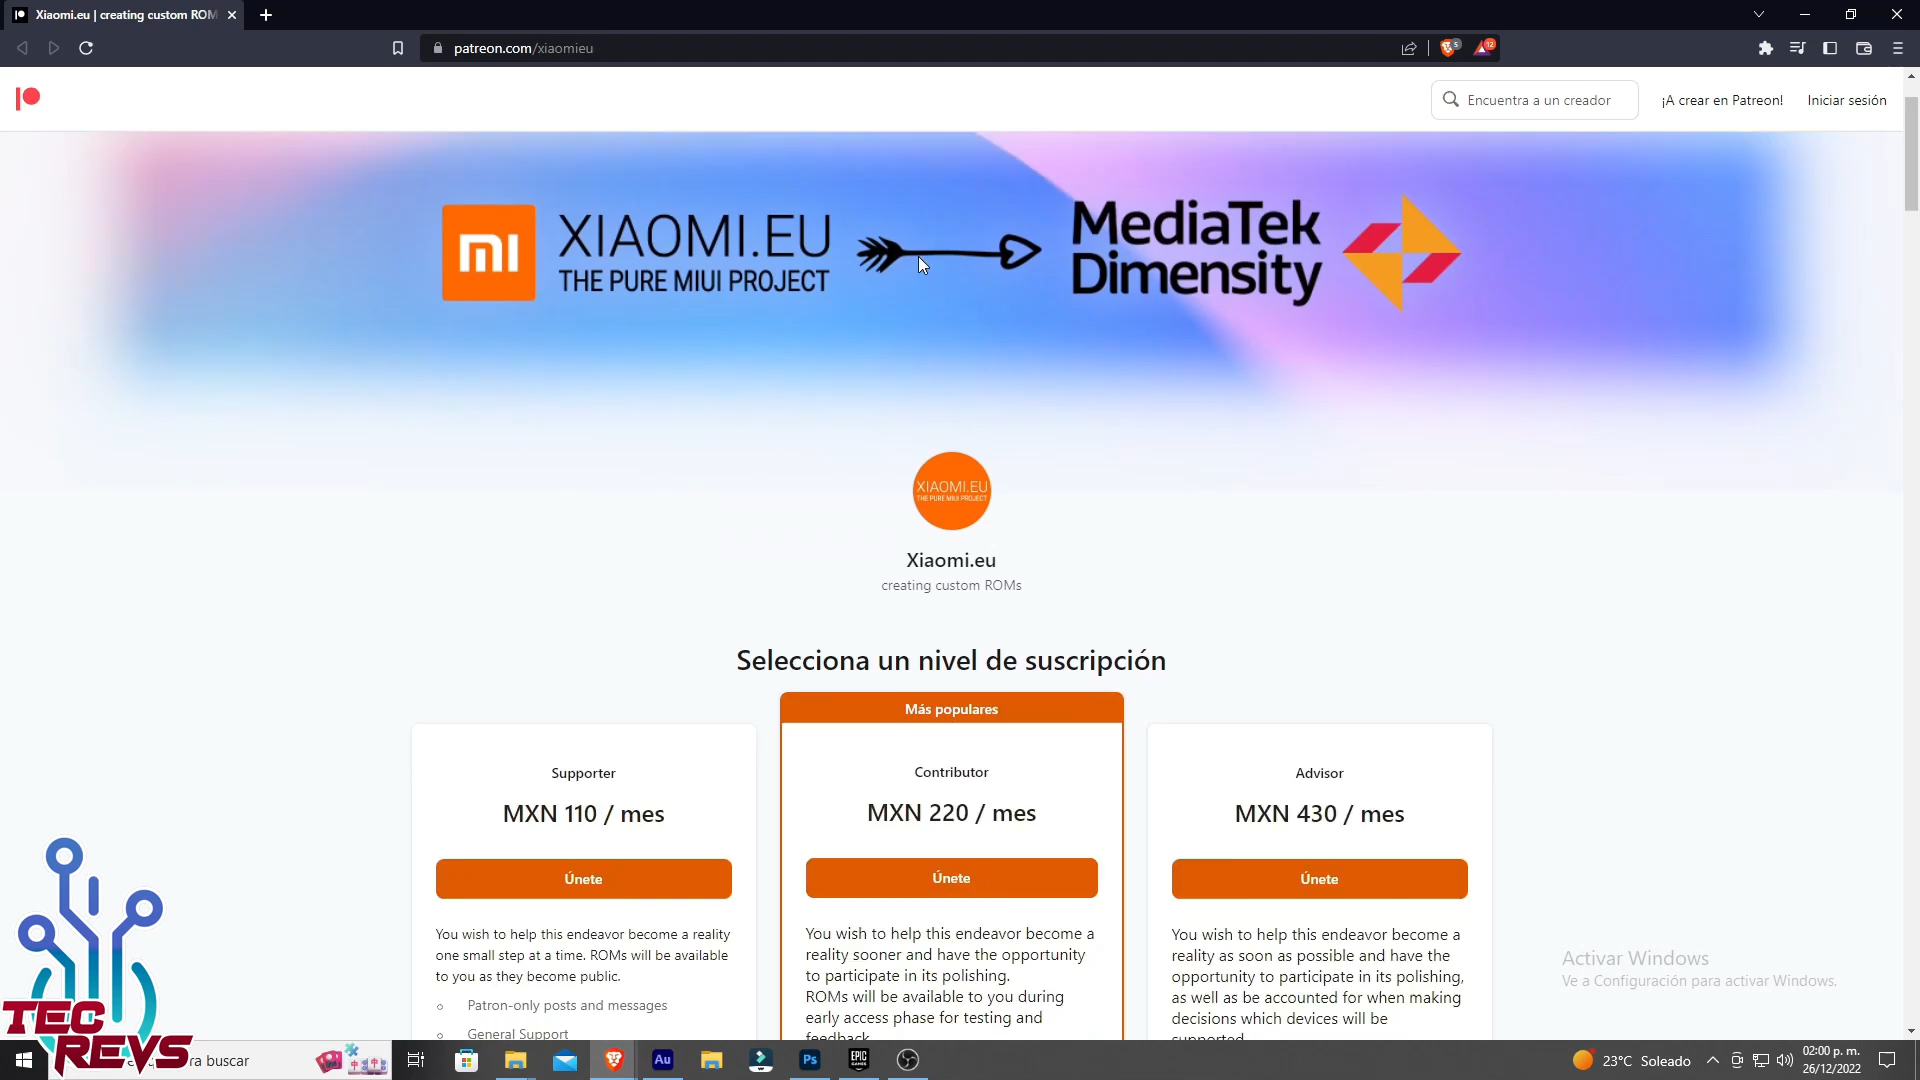 Xiaomi.eu | creating custom ROM
patreon.com/xiaomieu
5
12
Encuentra a un creador
¡A crear en Patreon!
Iniciar sesión
mi
XIAOMI.EU
THE PURE MIUI PROJECT
MediaTek
Dimensity
XIAOMI.EU
THE PURE MIUI PROJECT
Xiaomi.eu
creating custom ROMs
Selecciona un nivel de suscripción
Supporter
MXN 110 / mes
Únete
You wish to help this endeavor become a reality
one small step at a time. ROMs will be available
to you as they become public.
Patron-only posts and messages
General Support
Más populares
Contributor
MXN 220 / mes
Únete
You wish to help this endeavor become a
reality sooner and have the opportunity
to participate in its polishing.
ROMs will be available to you during
early access phase for testing and
feedback
Advisor
MXN 430 / mes
Únete
You wish to help this endeavor become a
reality as soon as possible and have the
opportunity to participate in its polishing,
as well as be accounted for when making
decisions which devices will be
supported
Activar Windows
Ve a Configuración para activar Windows.
TEC
REVS
ra buscar
Au
Ps
EPIC
GAMES
23°C Soleado
02:00 p. m.
26/12/2022